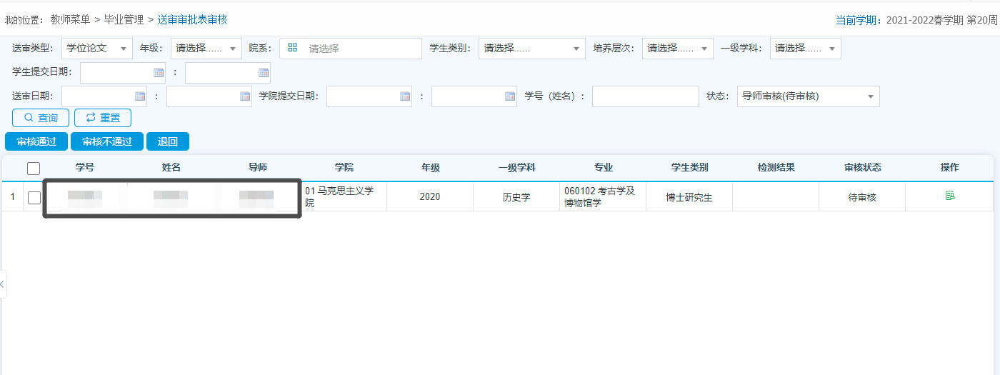 我的位置： 教师菜单 > 毕业管理 > 送审审批表审核
当前学期：2021-2022春学期 第20周
送审类型： 学位论文 年级： 请选择...... 院系： 请选择 学生类别： 请选择...... 培养层次： 请选择...... 一级学科： 请选择......
学生提交日期： ：
送审日期： ： 学院提交日期： ： 学号（姓名）： 状态： 导师审核(待审核)
查询 重置
审核通过 审核不通过 退回
学号 姓名 导师 学院 年级 一级学科 专业 学生类别 检测结果 审核状态 操作
1 01 马克思主义学院 2020 历史学 060102 考古学及博物馆学 博士研究生 待审核